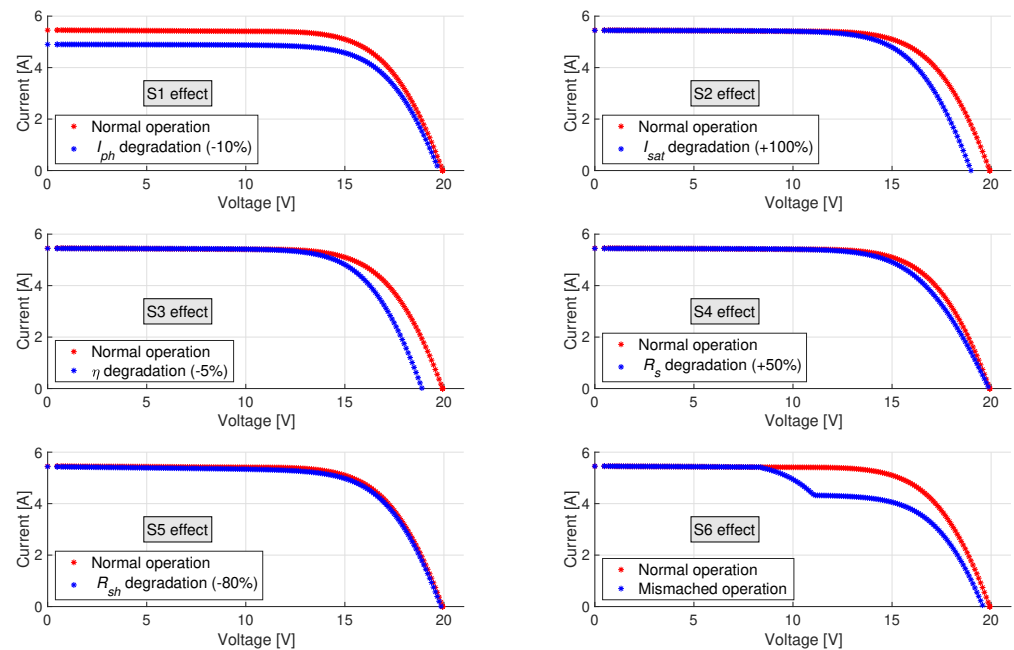 Current [A]
6
4
2
0
S1 effect
Normal operation
I_ph degradation (-10%)
0 5 10 15 20
Voltage [V]
Current [A]
6
4
2
0
S2 effect
Normal operation
I_sat degradation (+100%)
0 5 10 15 20
Voltage [V]
Current [A]
6
4
2
0
S3 effect
Normal operation
η degradation (-5%)
0 5 10 15 20
Voltage [V]
Current [A]
6
4
2
0
S4 effect
Normal operation
R_s degradation (+50%)
0 5 10 15 20
Voltage [V]
Current [A]
6
4
2
0
S5 effect
Normal operation
R_sh degradation (-80%)
0 5 10 15 20
Voltage [V]
Current [A]
6
4
2
0
S6 effect
Normal operation
Mismached operation
0 5 10 15 20
Voltage [V]